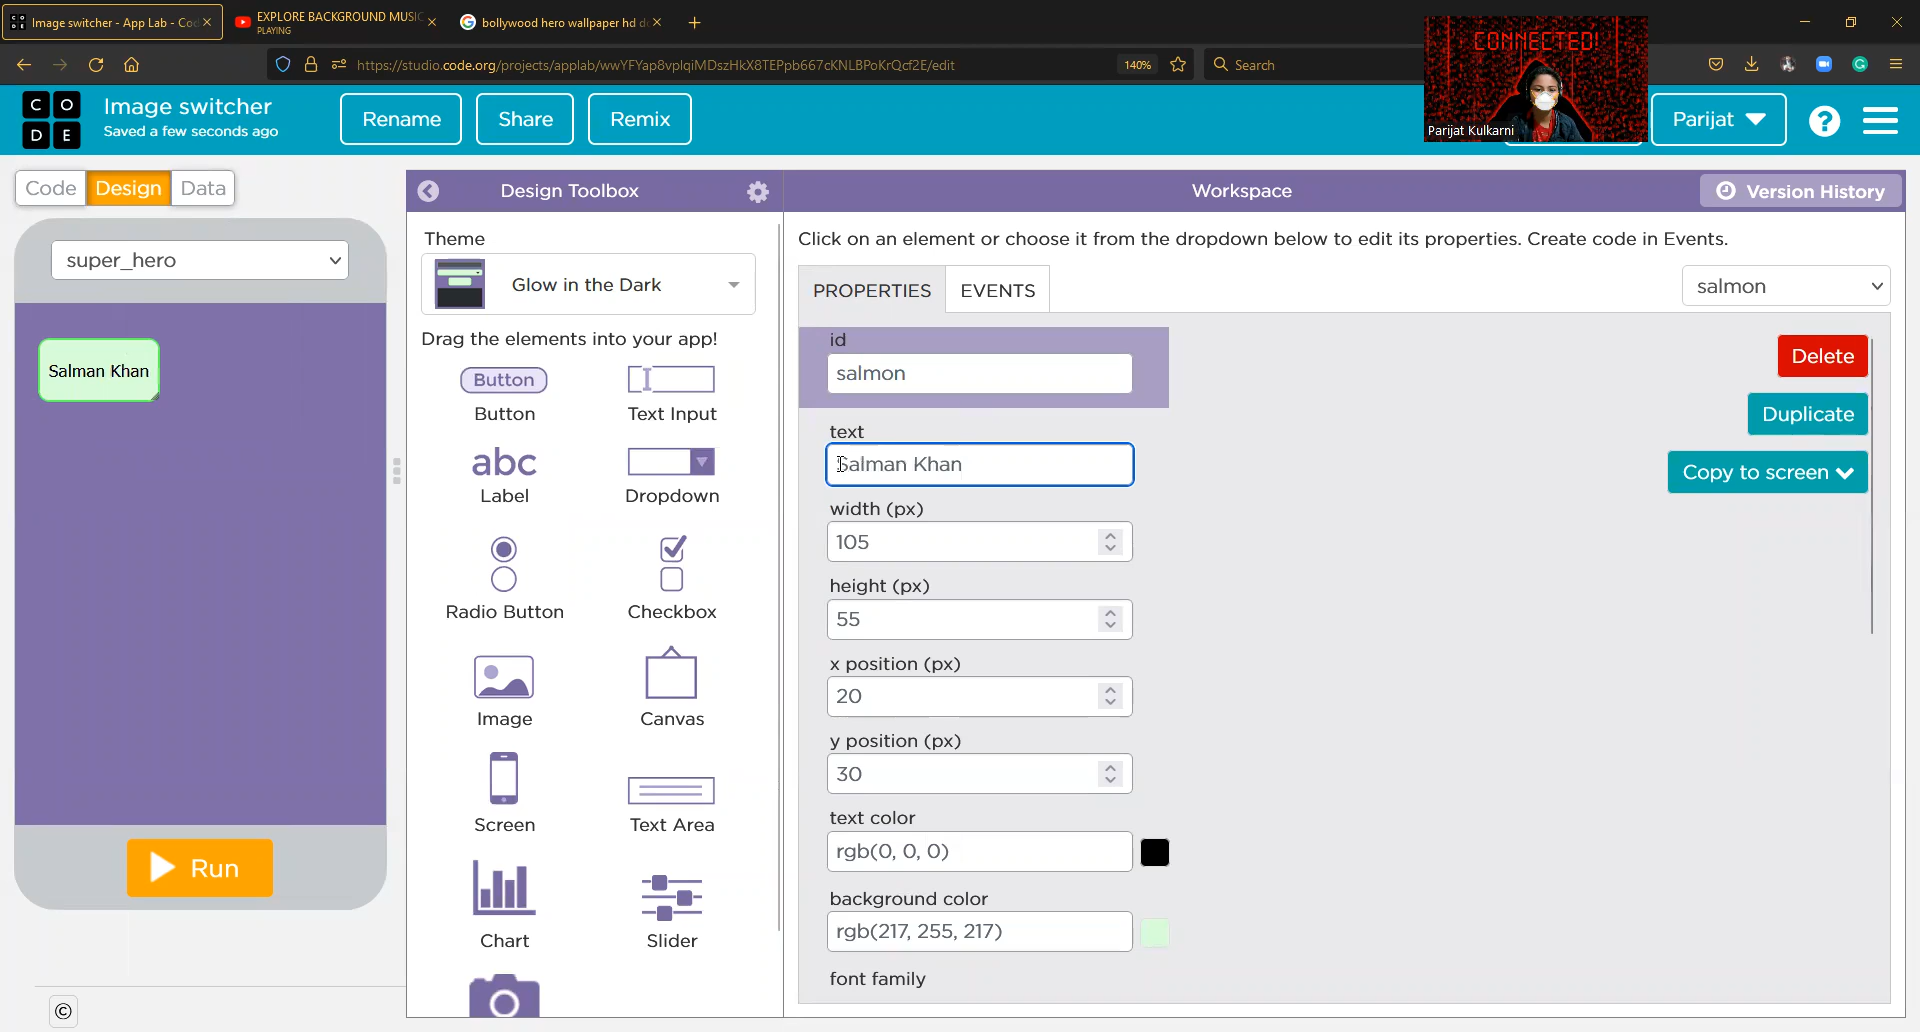 Image switcher - App Lab - Co
EXPLORE BACKGROUND MUSIC
PLAYING
bollywood hero wallpaper hd d
https://studio.code.org/projects/applab/wwYFYap8vplqiMDszHkX8TEPpb667cKNLBPoKrQcf2E/edit
140%
Search
CONNECTED!
Parijat Kulkarni
CODE
Image switcher
Saved a few seconds ago
Rename
Share
Remix
Parijat
?
Code
Design
Data
Design Toolbox
Workspace
Version History
super_hero
Salman Khan
Run
©
Theme
Glow in the Dark
Drag the elements into your app!
Button
Button
Text Input
abc
Label
Dropdown
Radio Button
Checkbox
Image
Canvas
Screen
Text Area
Chart
Slider
Click on an element or choose it from the dropdown below to edit its properties. Create code in Events.
PROPERTIES
EVENTS
salmon
id
salmon
text
Salman Khan
width (px)
105
height (px)
55
x position (px)
20
y position (px)
30
text color
rgb(0, 0, 0)
background color
rgb(217, 255, 217)
font family
Delete
Duplicate
Copy to screen